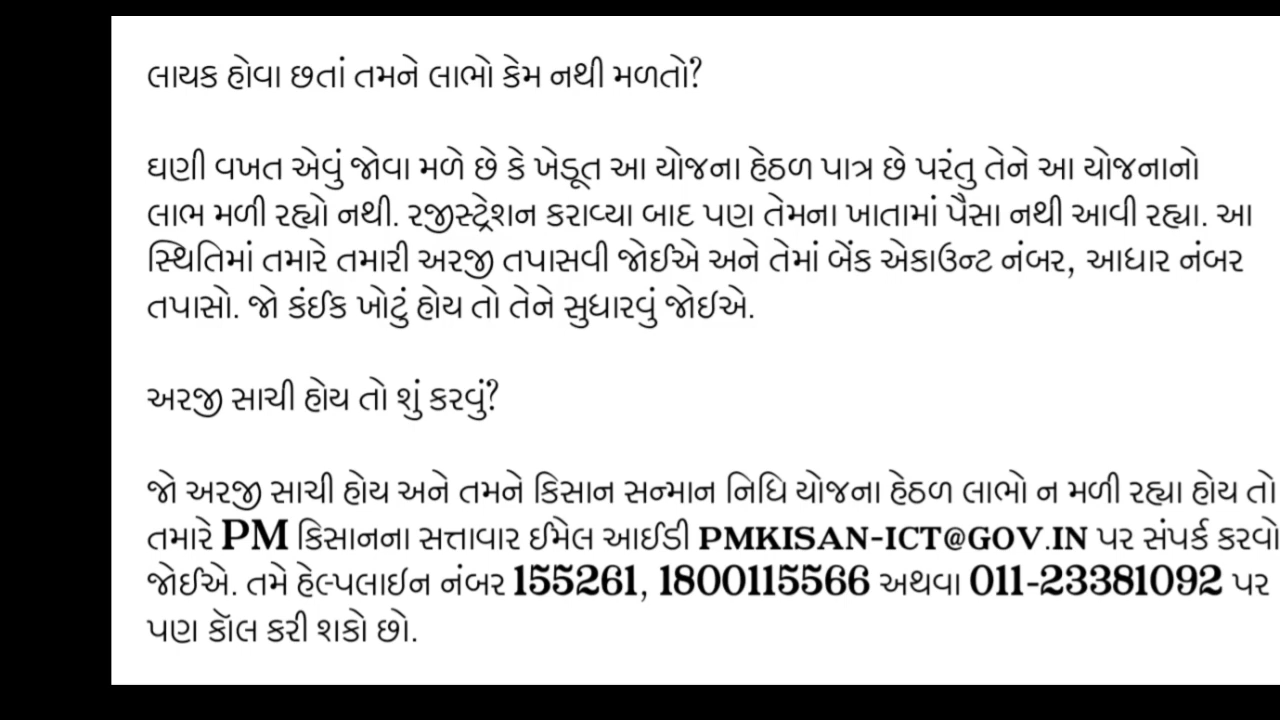 લાયક હોવા છતાં તમને લાભો કેમ નથી મળતો?
ઘણી વખત એવું જોવા મળે છે કે ખેડૂત આ યોજના હેઠળ પાત્ર છે પરંતુ તેને આ યોજનાનો
લાભ મળી રહ્યો નથી. રજીસ્ટ્રેશન કરાવ્યા બાદ પણ તેમના ખાતામાં પૈસા નથી આવી રહ્યા. આ
સ્થિતિમાં તમારે તમારી અરજી તપાસવી જોઈએ અને તેમાં બેંક એકાઉન્ટ નંબર, આધાર નંબર
તપાસો. જો કંઈક ખોટું હોય તો તેને સુધારવું જોઈએ.
અરજી સાચી હોય તો શું કરવું?
જો અરજી સાચી હોય અને તમને કિસાન સન્માન નિધિ યોજના હેઠળ લાભો ન મળી રહ્યા હોય તો
તમારે PM કિસાનના સત્તાવાર ઈમેલ આઈડી PMKISAN-ICT@GOV.IN પર સંપર્ક કરવો
જોઈએ. તમે હેલ્પલાઇન નંબર 155261, 1800115566 અથવા 011-23381092 પર
પણ કૉલ કરી શકો છો.